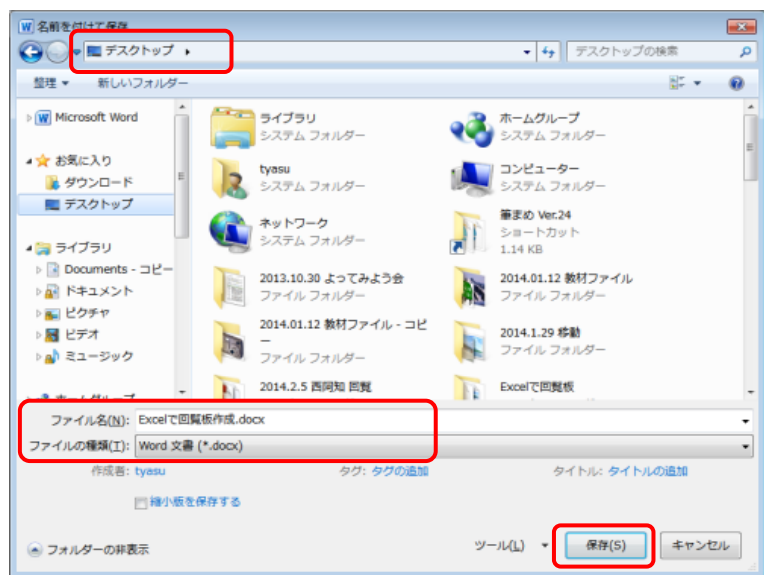 名前を付けて保存
デスクトップ
デスクトップの検索
整理 新しいフォルダー
Microsoft Word
お気に入り
ダウンロード
デスクトップ
ライブラリ
Documents - コピー
ドキュメント
ピクチャ
ビデオ
ミュージック
ホームグループ
ライブラリ
システム フォルダー
ホームグループ
システム フォルダー
tyasu
システム フォルダー
コンピューター
システム フォルダー
ネットワーク
システム フォルダー
筆まめ Ver.24
ショートカット
1.14 KB
2013.10.30 よってみよう会
ファイル フォルダー
2014.01.12 教材ファイル
ファイル フォルダー
2014.01.12 教材ファイル - コピ
ー
ファイル フォルダー
2014.1.29 移動
ファイル フォルダー
2014.2.5 西阿知 回覧
Excelで回覧板
ファイル名(N): Excelで回覧板作成.docx
ファイルの種類(T): Word 文書 (*.docx)
作成者: tyasu タグ: タグの追加 タイトル: タイトルの追加
縮小版を保存する
フォルダーの非表示
ツール(L) 保存(S) キャンセル